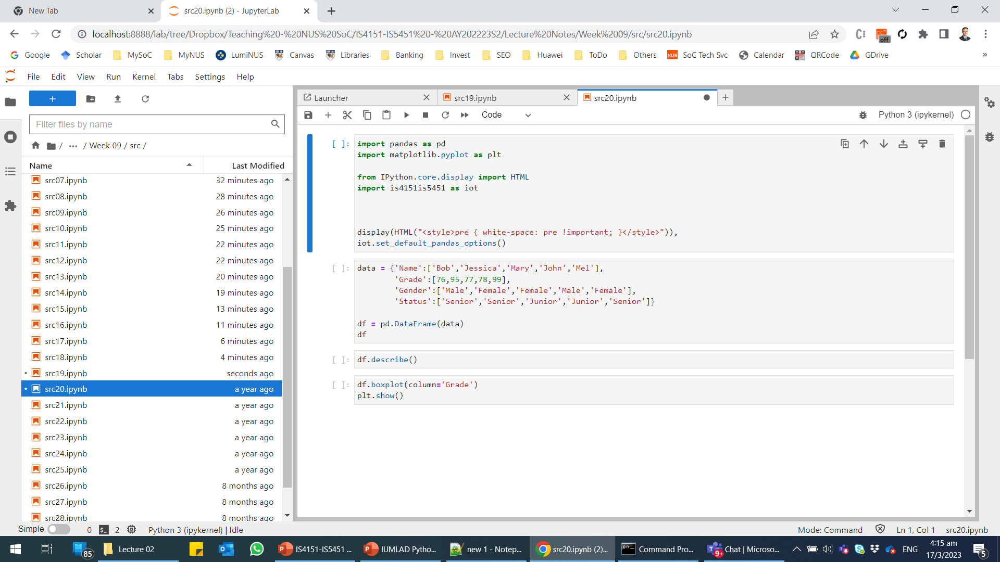 New Tab
src20.ipynb (2) - JupyterLab
localhost:8888/lab/tree/Dropbox/Teaching%20-%20NUS%20SoC/IS4151-IS5451%20-%20AY202223S2/Lecture%20Notes/Week%2009/src/src20.ipynb
off
Google Scholar MySoC MyNUS LumiNUS Canvas Libraries Banking Invest SEO Huawei ToDo Others NUS SoC Tech Svc Calendar QRCode GDrive »
File Edit View Run Kernel Tabs Settings Help
Filter files by name
/ ··· / Week 09 / src /
Name Last Modified
src07.ipynb 32 minutes ago
src08.ipynb 28 minutes ago
src09.ipynb 26 minutes ago
src10.ipynb 25 minutes ago
src11.ipynb 22 minutes ago
src12.ipynb 22 minutes ago
src13.ipynb 20 minutes ago
src14.ipynb 19 minutes ago
src15.ipynb 13 minutes ago
src16.ipynb 11 minutes ago
src17.ipynb 6 minutes ago
src18.ipynb 4 minutes ago
src19.ipynb seconds ago
src20.ipynb a year ago
src21.ipynb a year ago
src22.ipynb a year ago
src23.ipynb a year ago
src24.ipynb a year ago
src25.ipynb a year ago
src26.ipynb 8 months ago
src27.ipynb 8 months ago
src28.ipynb 8 months ago
Launcher
src19.ipynb
src20.ipynb
Code
Python 3 (ipykernel)
[ ]: import pandas as pd
import matplotlib.pyplot as plt
from IPython.core.display import HTML
import is4151is5451 as iot
display(HTML("<style>pre { white-space: pre !important; }</style>")),
iot.set_default_pandas_options()
[ ]: data = {'Name':['Bob','Jessica','Mary','John','Mel'],
'Grade':[76,95,77,78,99],
'Gender':['Male','Female','Female','Male','Female'],
'Status':['Senior','Senior','Junior','Junior','Senior']}
df = pd.DataFrame(data)
df
[ ]: df.describe()
[ ]: df.boxplot(column='Grade')
plt.show()
Simple 0 $_ 2 Python 3 (ipykernel) | Idle
Mode: Command Ln 1, Col 1 src20.ipynb
85 Lecture 02 IS4151-IS5451 ... IUMLAD Pytho... new 1 - Notep... src20.ipynb (2)... Command Pro... 9+ Chat | Microso... ENG
4:15 am
17/3/2023
5